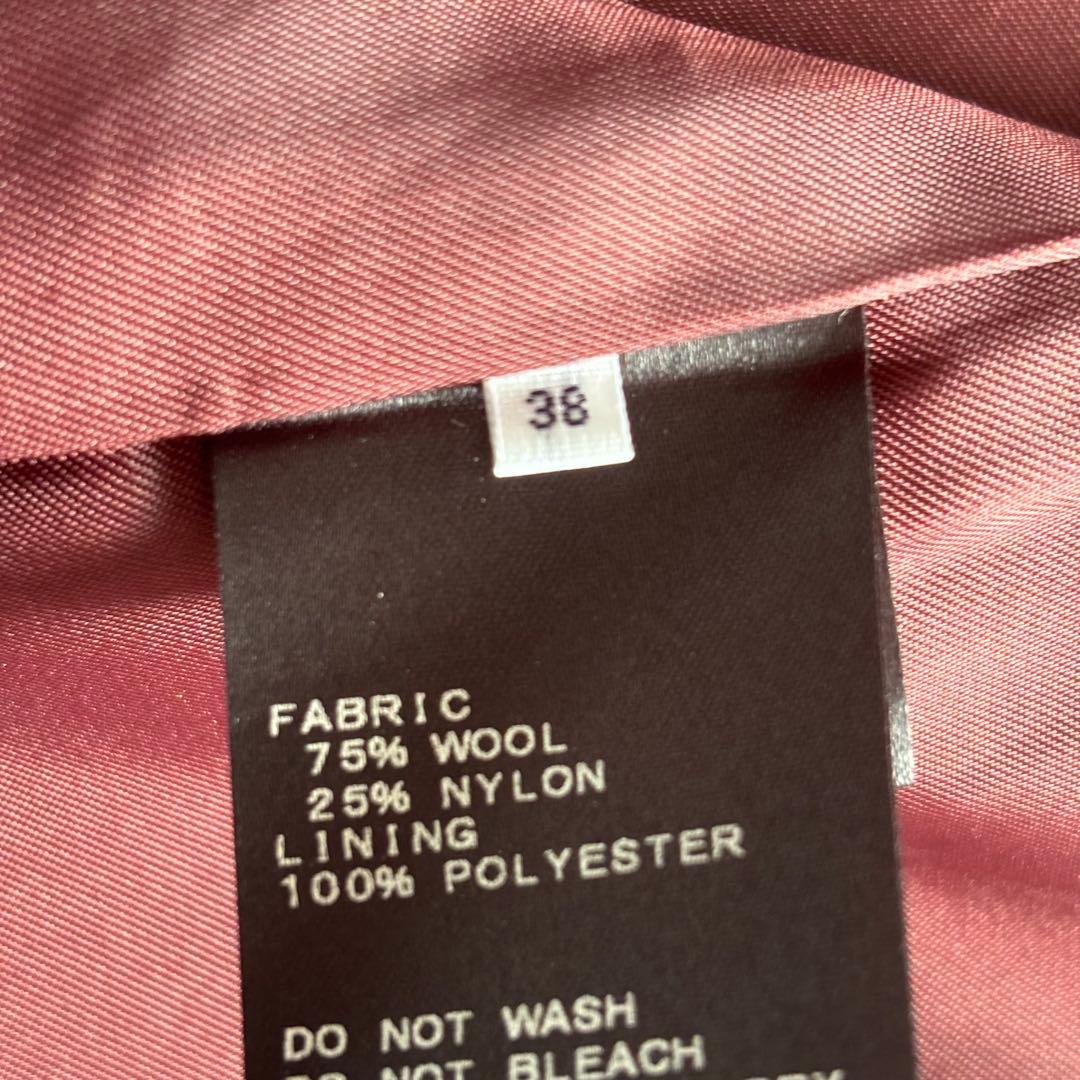 38
FABRIC
75% WOOL
25% NYLON
LINING
100% POLYESTER
DO NOT WASH
DO NOT BLEACH